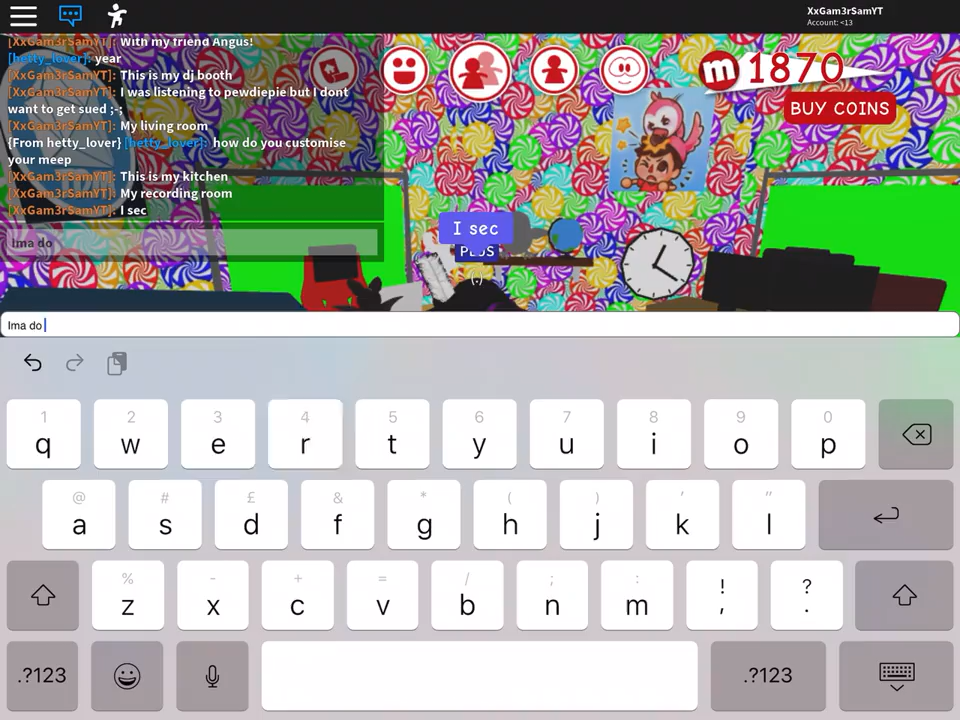 XxGam3rSamYT
Account: <13
[XxGam3rSamYT]: With my friend Angus!
[hetty_lover]: year
[XxGam3rSamYT]: This is my dj booth
[XxGam3rSamYT]: I was listening to pewdiepie but I dont
want to get sued ;-;
[XxGam3rSamYT]: My living room
{From hetty_lover} [hetty_lover]: how do you customise
your meep
[XxGam3rSamYT]: This is my kitchen
[XxGam3rSamYT]: My recording room
[XxGam3rSamYT]: I sec
Ima do
m 1870
BUY COINS
I sec
PLUS
(.)
Ima do
1 2 3 4 5 6 7 8 9 0
q w e r t y u i o p
@ # £ & * ( ) ' "
a s d f g h j k l
% - + = / ; : ! ?
z x c v b n m , .
.?123 .?123